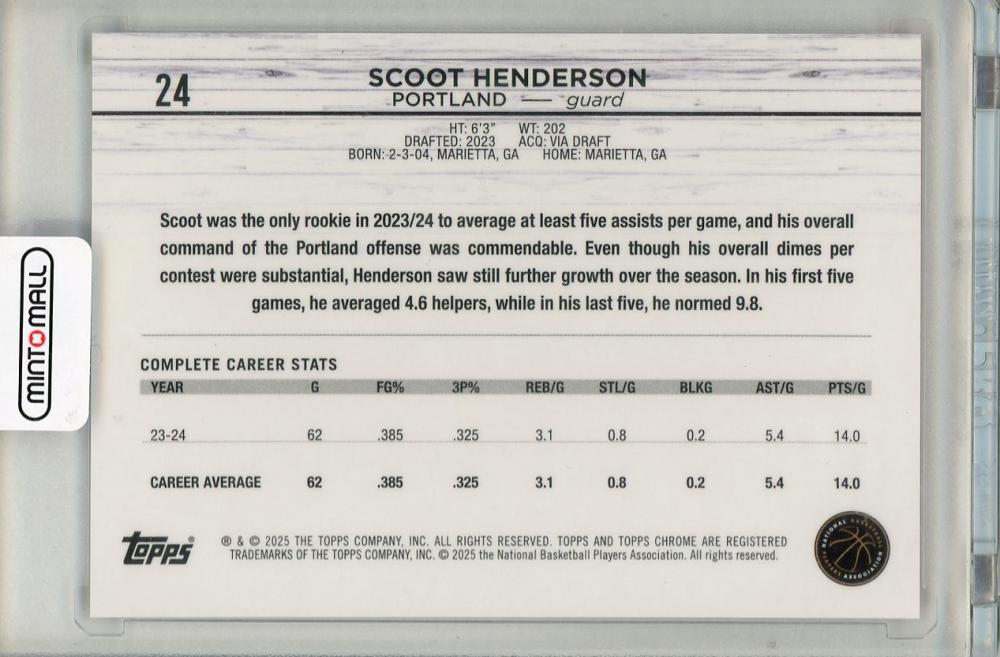 24
SCOOT HENDERSON
PORTLAND — guard
HT: 6'3" WT: 202
DRAFTED: 2023 ACQ: VIA DRAFT
BORN: 2-3-04, MARIETTA, GA HOME: MARIETTA, GA
Scoot was the only rookie in 2023/24 to average at least five assists per game, and his overall
command of the Portland offense was commendable. Even though his overall dimes per
contest were substantial, Henderson saw still further growth over the season. In his first five
games, he averaged 4.6 helpers, while in his last five, he normed 9.8.
MINTOMALL
COMPLETE CAREER STATS
YEAR G FG% 3P% REB/G STL/G BLKG AST/G PTS/G
23-24 62 .385 .325 3.1 0.8 0.2 5.4 14.0
CAREER AVERAGE 62 .385 .325 3.1 0.8 0.2 5.4 14.0
topps®
® & © 2025 THE TOPPS COMPANY, INC. ALL RIGHTS RESERVED. TOPPS AND TOPPS CHROME ARE REGISTERED
TRADEMARKS OF THE TOPPS COMPANY, INC. © 2025 the National Basketball Players Association. All rights reserved.
NATIONAL BASKETBALL
PLAYERS ASSOCIATION